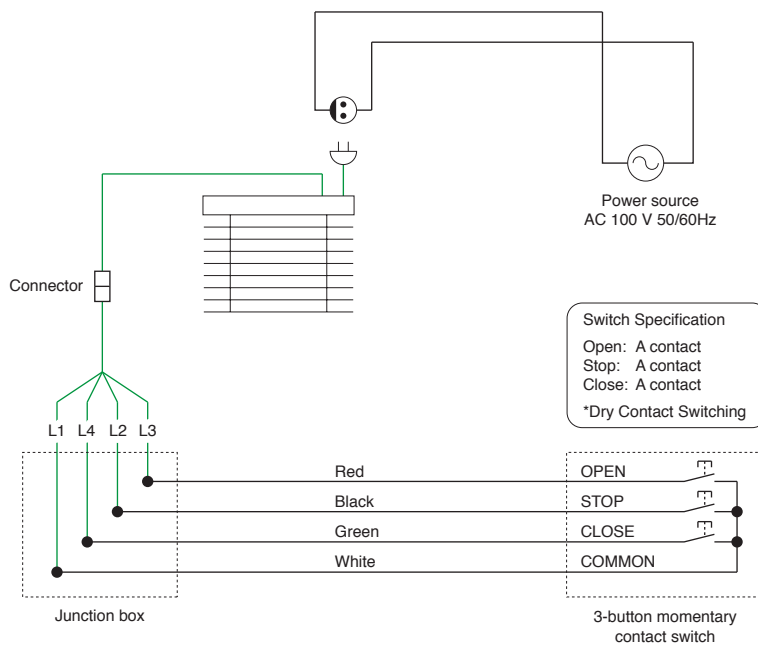 Power source
AC 100 V 50/60Hz
Connector
Switch Specification
Open: A contact
Stop: A contact
Close: A contact
*Dry Contact Switching
L1 L4 L2 L3
Red OPEN
Black STOP
Green CLOSE
White COMMON
Junction box
3-button momentary
contact switch